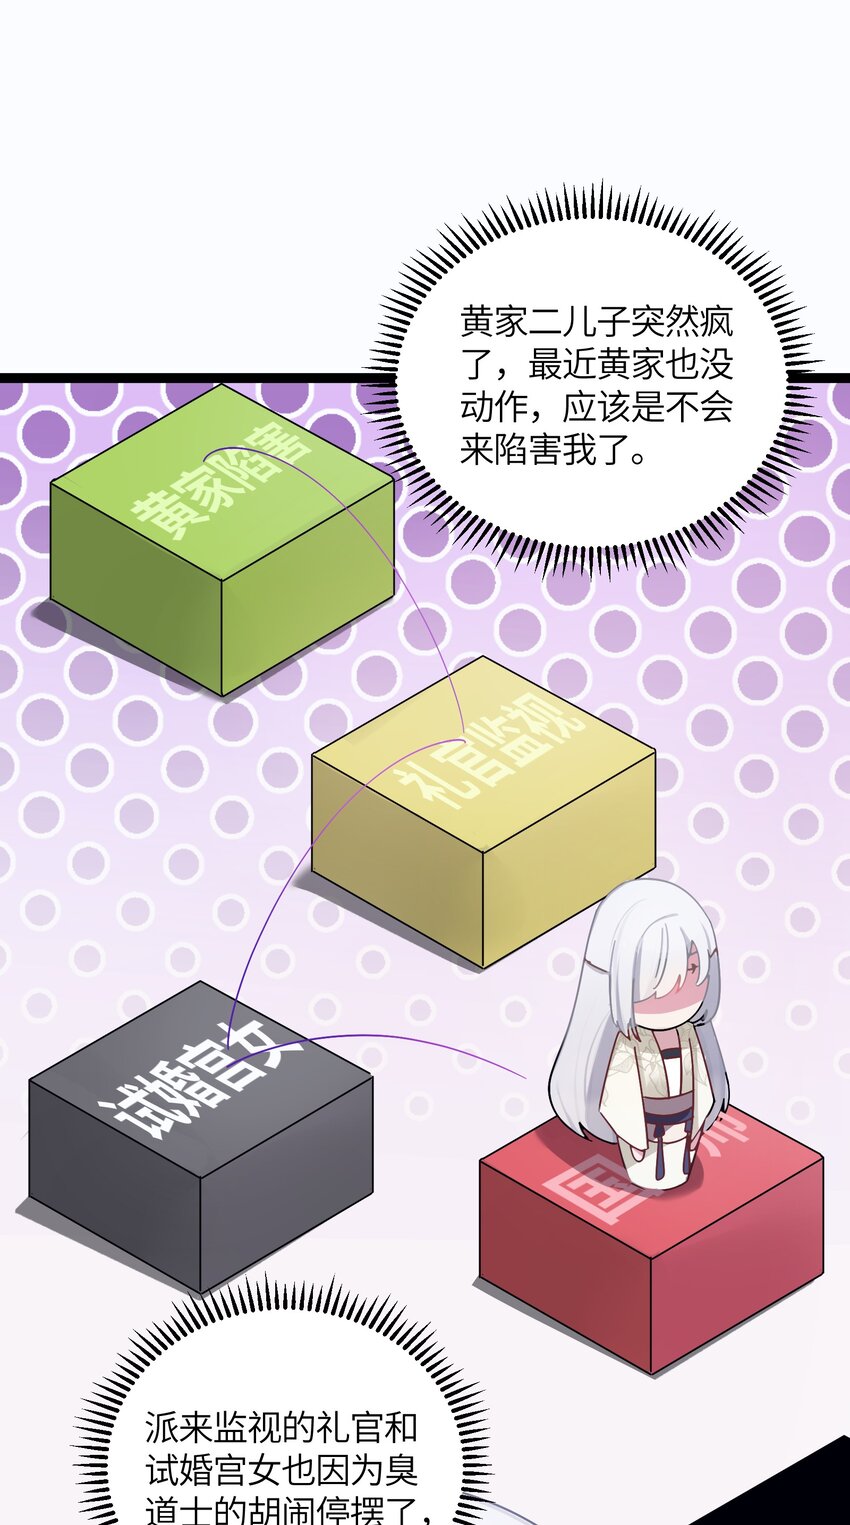 黄家二儿子突然疯
了，最近黄家也没
动作，应该是不会
来陷害我了。
黄家陷害
礼官监视
试婚官女
国师
派来监视的礼官和
试婚宫女也因为臭
道士的胡闹停摆了，